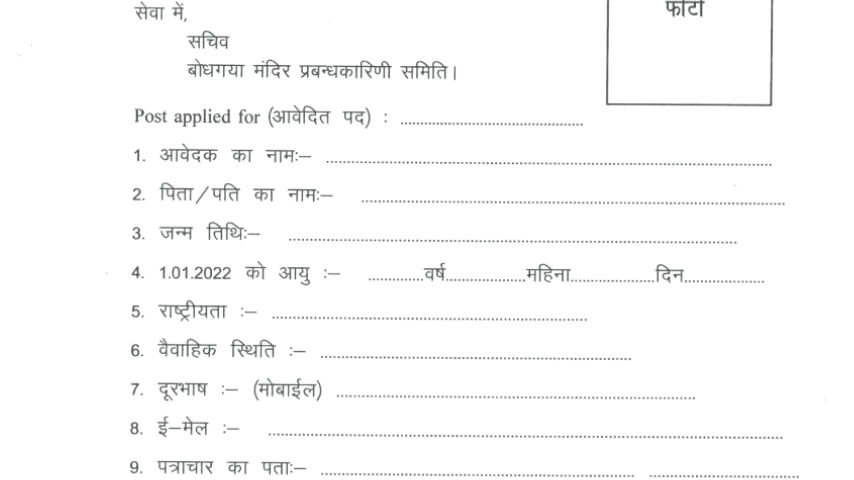 फोटो
सेवा में,
सचिव
बोधगया मंदिर प्रबन्धकारिणी समिति।
Post applied for (आवेदित पद) : ........................................
1. आवेदक का नामः– ........................................
2. पिता/पति का नामः– ........................................
3. जन्म तिथिः– ........................................
4. 1.01.2022 को आयु :– ............वर्ष..................महिना...................दिन..................
5. राष्ट्रीयता :– ........................................
6. वैवाहिक स्थिति :– ........................................
7. दूरभाष :– (मोबाईल) ........................................
8. ई–मेल :– ........................................
9. पत्राचार का पताः– ........................................ ........................................